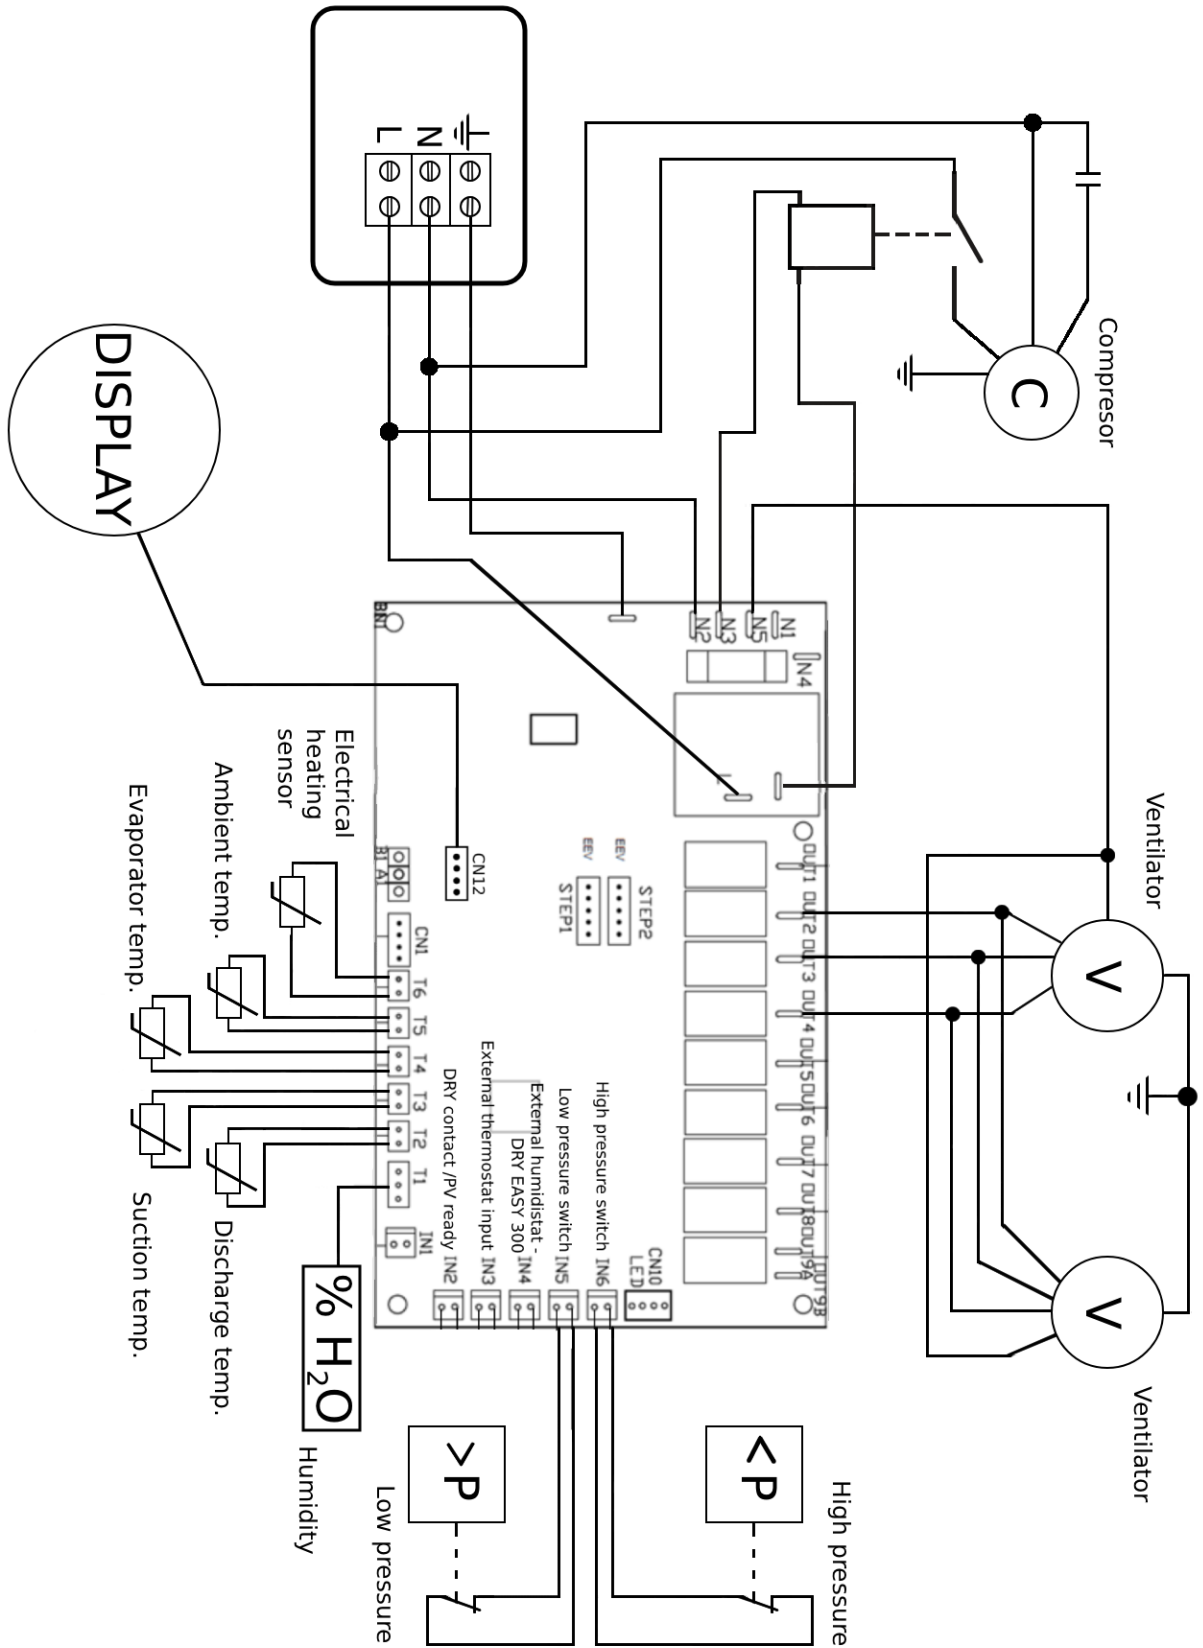 L
N
DISPLAY
Compresor
C
BN1
N2
N3
N5
N1
N4
L
Ventilator
V
Ventilator
V
OUT1
OUT2
OUT3
OUT4
OUT5
OUT6
OUT7
OUT8
OUT9A
OUT9B
EEV
EEV
STEP1
STEP2
CN12
B1
A1
CN1
T6
T5
T4
T3
T2
T1
IN1
Electrical
heating
sensor
Ambient temp.
Evaporator temp.
Suction temp.
Discharge temp.
% H₂O
Humidity
DRY contact /PV ready IN2
External thermostat input IN3
External humidistat -
DRY EASY 300 IN4
Low pressure switch IN5
High pressure switch IN6
CN10
LED
>P
Low pressure
<P
High pressure